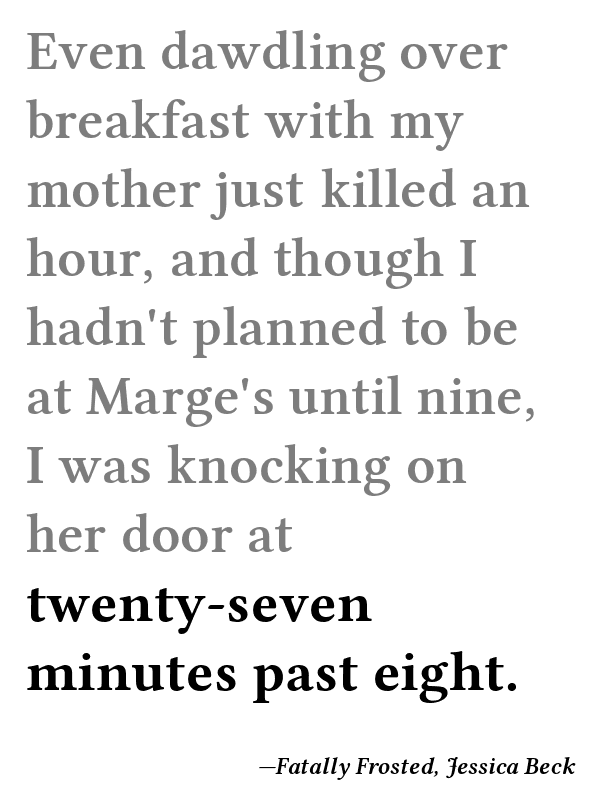 Even dawdling over
breakfast with my
mother just killed an
hour, and though I
hadn't planned to be
at Marge's until nine,
I was knocking on
her door at
twenty-seven
minutes past eight.
—Fatally Frosted, Jessica Beck